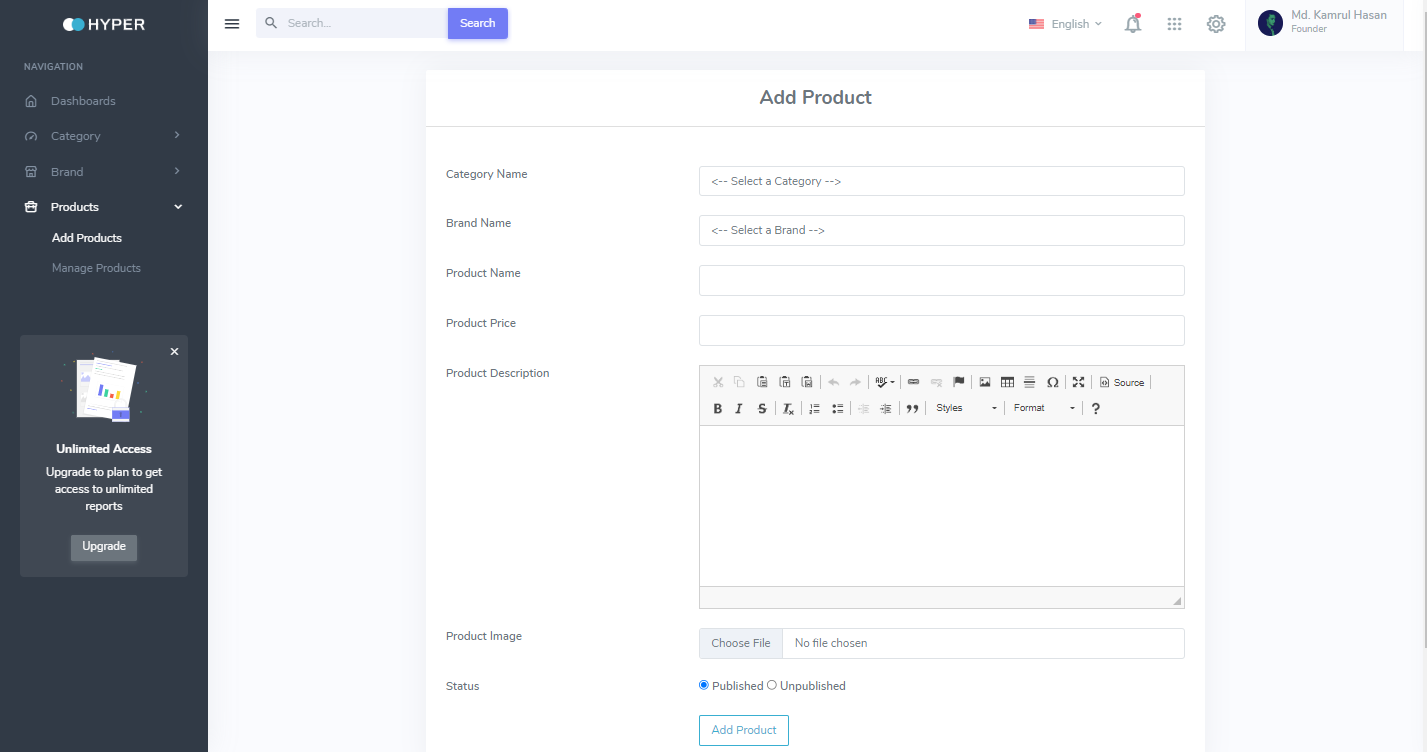 HYPER
NAVIGATION
Dashboards
Category
Brand
Products
Add Products
Manage Products
Unlimited Access
Upgrade to plan to get
access to unlimited
reports
Upgrade
Search...
Search
English
Md. Kamrul Hasan
Founder
Add Product
Category Name
<-- Select a Category -->
Brand Name
<-- Select a Brand -->
Product Name
Product Price
Product Description
ABC
Source
B I S Ix
Styles
Format
?
Product Image
Choose File No file chosen
Status
Published Unpublished
Add Product